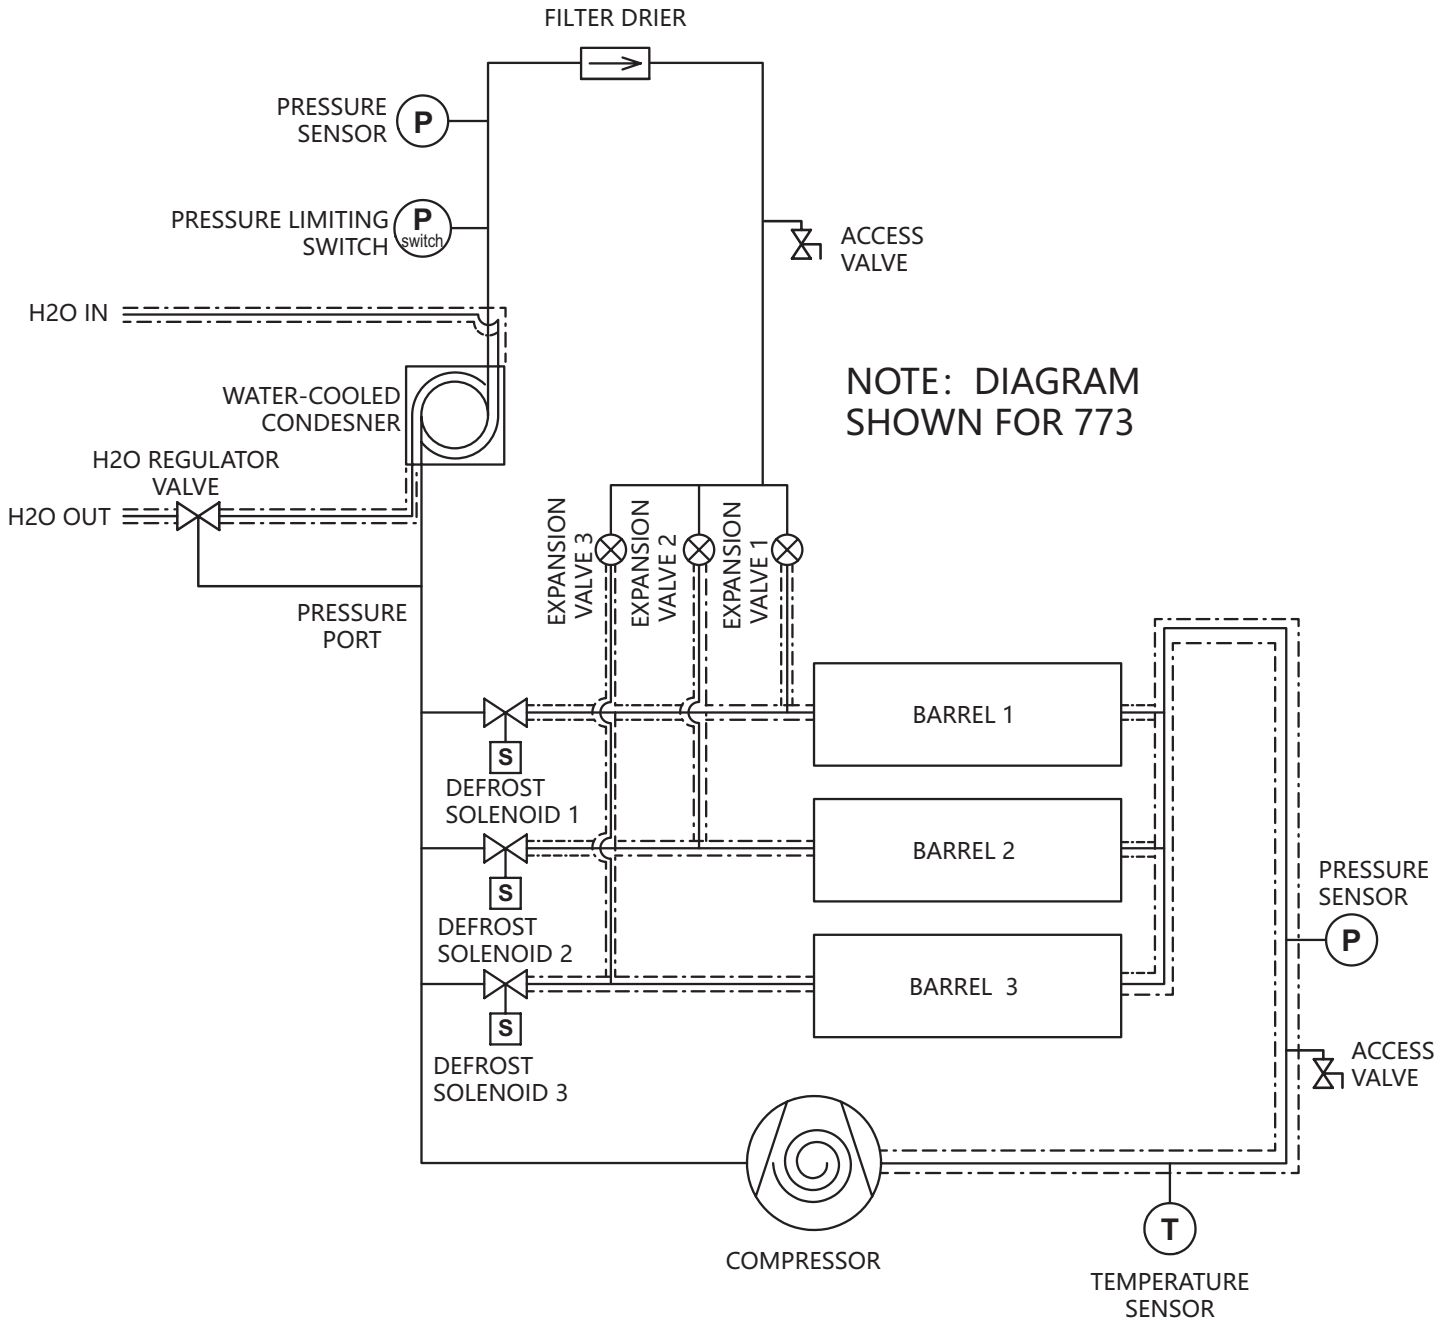 FILTER DRIER
PRESSURE
SENSOR
P
PRESSURE LIMITING
SWITCH
P
switch
ACCESS
VALVE
H2O IN
NOTE: DIAGRAM
SHOWN FOR 773
WATER-COOLED
CONDESNER
H2O REGULATOR
VALVE
H2O OUT
EXPANSION
VALVE 3
EXPANSION
VALVE 2
EXPANSION
VALVE 1
PRESSURE
PORT
BARREL 1
S
DEFROST
SOLENOID 1
BARREL 2
S
DEFROST
SOLENOID 2
PRESSURE
SENSOR
P
BARREL 3
S
DEFROST
SOLENOID 3
ACCESS
VALVE
COMPRESSOR
T
TEMPERATURE
SENSOR